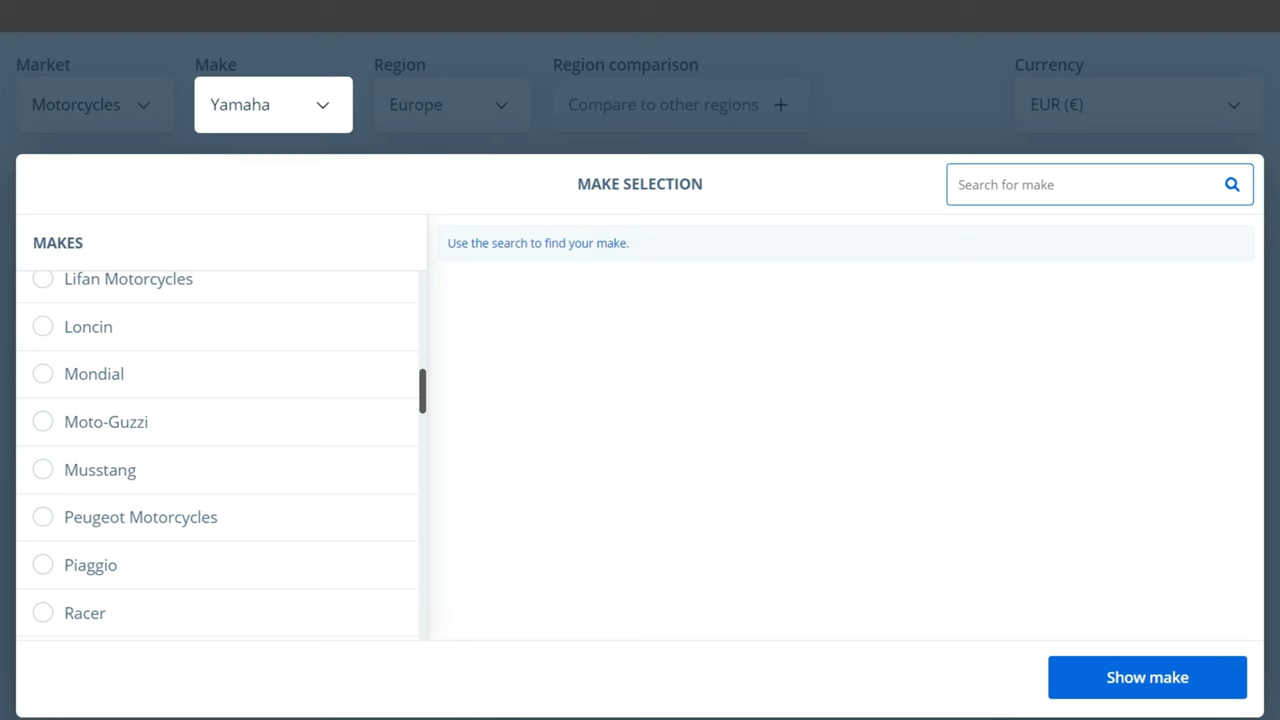 Market Make Region Region comparison Currency
Motorcycles Yamaha Europe Compare to other regions + EUR (€)
MAKE SELECTION
Search for make
MAKES
Use the search to find your make.
Lifan Motorcycles
Loncin
Mondial
Moto-Guzzi
Musstang
Peugeot Motorcycles
Piaggio
Racer
Show make